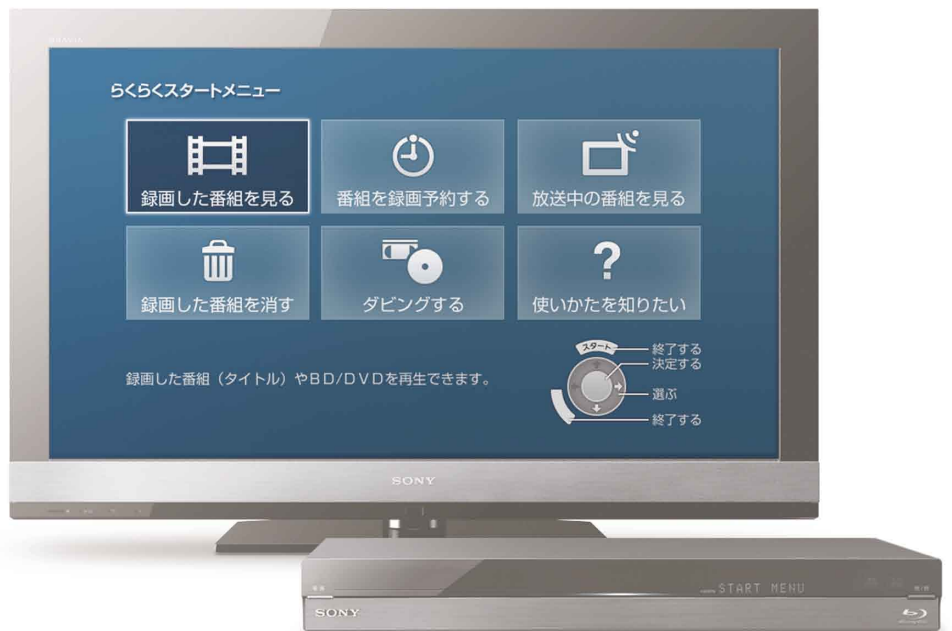 らくらくスタートメニュー
録画した番組を見る
番組を録画予約する
放送中の番組を見る
録画した番組を消す
ダビングする
?
使いかたを知りたい
録画した番組（タイトル）やBD/DVDを再生できます。
スタート
終了する
決定する
選ぶ
終了する
SONY
START MENU
SONY